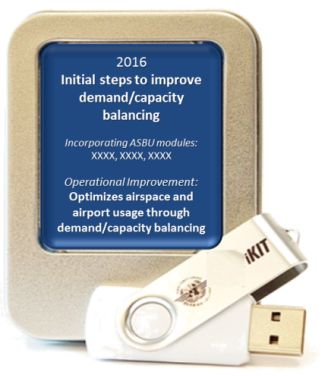 2016
Initial steps to improve
demand/capacity
balancing
Incorporating ASBU modules:
XXXX, XXXX, XXXX
Operational Improvement:
Optimizes airspace and
airport usage through
demand/capacity balancing
iKIT